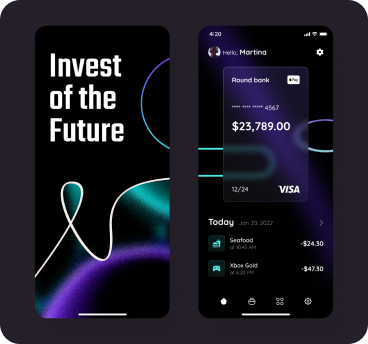 Invest
of the
Future
4:20
Hello, Martina
Round bank
Pay
**** **** ***** 4567
$23,789.00
12/24
VISA
Today Jan 20, 2022
Seafood
at 10:45 AM
-$24.30
Xbox Gold
at 6:20 PM
-$47.30